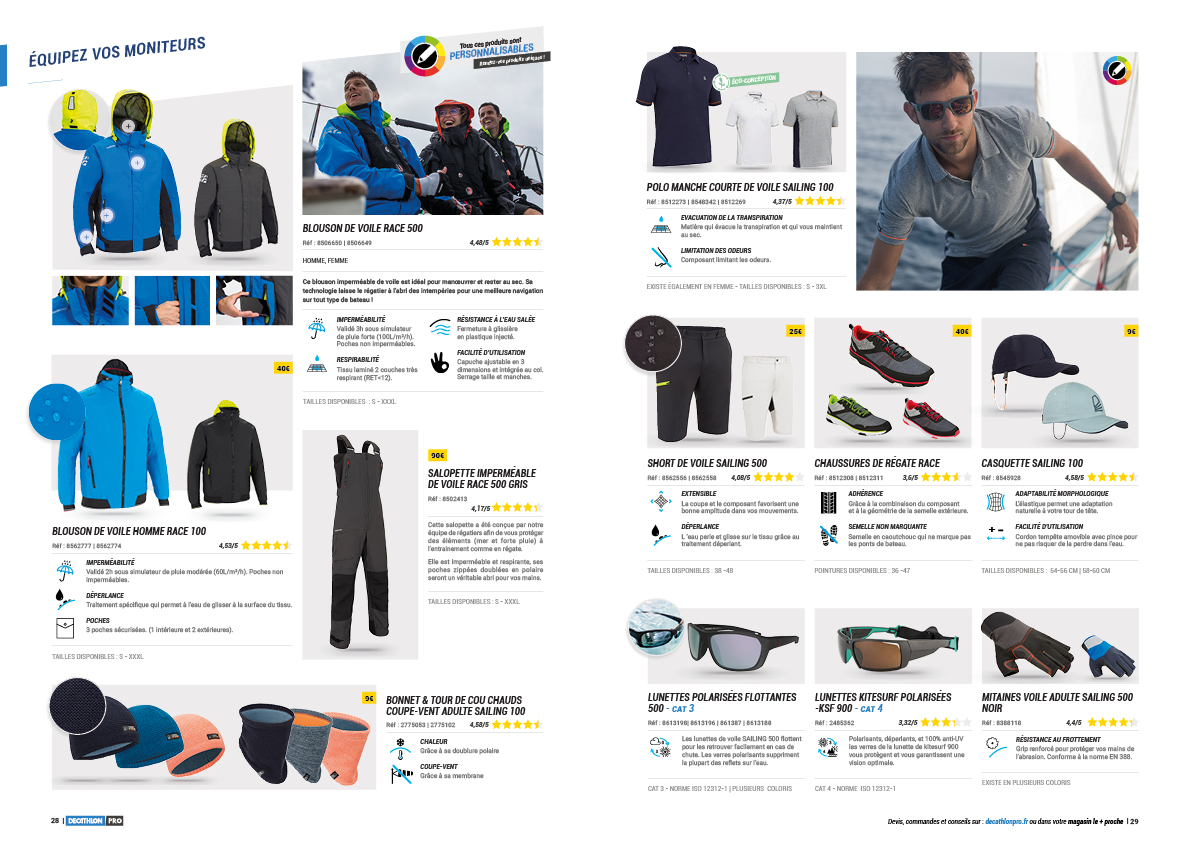 ÉQUIPEZ VOS MONITEURS
Tous ces produits sont
PERSONNALISABLES
Rendez-vos produits uniques !
BLOUSON DE VOILE RACE 500
Réf : 8506650 | 8506649
4,48/5
HOMME, FEMME
Ce blouson imperméable de voile est idéal pour manœuvrer et rester au sec. Sa
technologie laisse le régatier à l'abri des intempéries pour une meilleure navigation
sur tout type de bateau !
IMPERMÉABILITÉ
Validé 3h sous simulateur
de pluie forte (100L/m²/h).
Poches non imperméables.
RÉSISTANCE À L'EAU SALÉE
Fermeture à glissière
en plastique injecté.
RESPIRABILITÉ
Tissu laminé 2 couches très
respirant (RET<12).
FACILITÉ D'UTILISATION
Capuche ajustable en 3
dimensions et intégrée au col.
Serrage taille et manches.
TAILLES DISPONIBLES : S - XXXL
40€
BLOUSON DE VOILE HOMME RACE 100
Réf : 8562777 | 8562774
4,53/5
IMPERMÉABILITÉ
Validé 2h sous simulateur de pluie modérée (60L/m²/h). Poches non
imperméables.
DÉPERLANCE
Traitement spécifique qui permet à l'eau de glisser à la surface du tissu.
POCHES
3 poches sécurisées. (1 intérieure et 2 extérieures).
TAILLES DISPONIBLES : S - XXXL
90€
SALOPETTE IMPERMÉABLE
DE VOILE RACE 500 GRIS
Réf : 8502413
4,17/5
Cette salopette a été conçue par notre
équipe de régatiers afin de vous protéger
des éléments (mer et forte pluie) à
l'entraînement comme en régate.
Elle est imperméable et respirante, ses
poches zippées doublées en polaire
seront un véritable abri pour vos mains.
TAILLES DISPONIBLES : S - XXXL
9€
BONNET & TOUR DE COU CHAUDS
COUPE-VENT ADULTE SAILING 100
Réf : 2775053 | 2775102
4,58/5
CHALEUR
Grâce à sa doublure polaire
COUPE-VENT
Grâce à sa membrane
28 | DECATHLON PRO
ÉCO-CONCEPTION
POLO MANCHE COURTE DE VOILE SAILING 100
Réf : 8512273 | 8548342 | 8512269
4,37/5
EVACUATION DE LA TRANSPIRATION
Matière qui évacue la transpiration et qui vous maintient
au sec.
LIMITATION DES ODEURS
Composant limitant les odeurs.
EXISTE ÉGALEMENT EN FEMME - TAILLES DISPONIBLES : S - 3XL
25€
SHORT DE VOILE SAILING 500
Réf : 8562556 | 8562558
4,08/5
EXTENSIBLE
La coupe et le composant favorisent une
bonne amplitude dans vos mouvements.
DÉPERLANCE
L'eau perle et glisse sur le tissu grâce au
traitement déperlant.
TAILLES DISPONIBLES : 38 -48
40€
CHAUSSURES DE RÉGATE RACE
Réf : 8512308 | 8512311
3,6/5
ADHÉRENCE
Grâce à la combinaison du composant
et à la géométrie de la semelle extérieure.
SEMELLE NON MARQUANTE
Semelle en caoutchouc qui ne marque pas
les ponts de bateau.
POINTURES DISPONIBLES : 36 -47
9€
CASQUETTE SAILING 100
Réf : 8545928
4,58/5
ADAPTABILITÉ MORPHOLOGIQUE
L'élastique permet une adaptation
naturelle à votre tour de tête.
FACILITÉ D'UTILISATION
Cordon tempête amovible avec pince pour
ne pas risquer de la perdre dans l'eau.
TAILLES DISPONIBLES : 54-56 CM | 58-60 CM
LUNETTES POLARISÉES FLOTTANTES
500 - CAT 3
Réf : 8613198| 8613196 | 861387 | 8613188
Les lunettes de voile SAILING 500 flottent
pour les retrouver facilement en cas de
chute. Les verres polarisants suppriment
la plupart des reflets sur l'eau.
CAT 3 - NORME ISO 12312-1 | PLUSIEURS COLORIS
LUNETTES KITESURF POLARISÉES
-KSF 900 - CAT 4
Réf : 2485362
3,32/5
Polarisants, déperlants, et 100% anti-UV
les verres de la lunette de kitesurf 900
vous protègent et vous garantissent une
vision optimale.
CAT 4 - NORME ISO 12312-1
MITAINES VOILE ADULTE SAILING 500
NOIR
Réf : 8388118
4,4/5
RÉSISTANCE AU FROTTEMENT
Grip renforcé pour protéger vos mains de
l'abrasion. Conforme à la norme EN 388.
EXISTE EN PLUSIEURS COLORIS
Devis, commandes et conseils sur : decathlonpro.fr ou dans votre magasin le + proche | 29